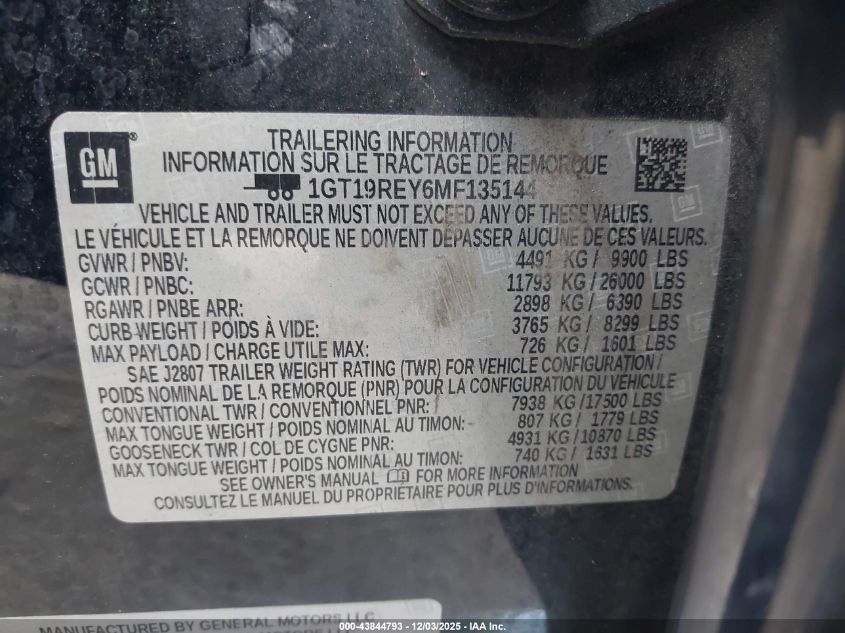 GM®
TRAILERING INFORMATION
INFORMATION SUR LE TRACTAGE DE REMORQUE
1GT19REY6MF135144
VEHICLE AND TRAILER MUST NOT EXCEED ANY OF THESE VALUES.
LE VÉHICULE ET LA REMORQUE NE DOIVENT DÉPASSER AUCUNE DE CES VALEURS.
GVWR / PNBV: 4491 KG / 9900 LBS
GCWR / PNBC: 11793 KG / 26000 LBS
RGAWR / PNBE ARR: 2898 KG / 6390 LBS
CURB-WEIGHT / POIDS À VIDE: 3765 KG / 8299 LBS
MAX PAYLOAD / CHARGE UTILE MAX: 726 KG / 1601 LBS
SAE J2807 TRAILER WEIGHT RATING (TWR) FOR VEHICLE CONFIGURATION /
POIDS NOMINAL DE LA REMORQUE (PNR) POUR LA CONFIGURATION DU VÉHICULE
CONVENTIONAL TWR / CONVENTIONNEL PNR: 7938 KG /17500 LBS
MAX TONGUE WEIGHT / POIDS NOMINAL AU TIMON: 807 KG / 1779 LBS
GOOSENECK TWR / COL DE CYGNE PNR: 4931 KG /10870 LBS
MAX TONGUE WEIGHT / POIDS NOMINAL AU TIMON: 740 KG / 1631 LBS
SEE OWNER'S MANUAL FOR MORE INFORMATION
CONSULTEZ LE MANUEL DU PROPRIÉTAIRE POUR PLUS D'INFORMATIONS.
MANUFACTURED BY GENERAL MOTORS LLC
000-43844793 - 12/03/2025 - IAA Inc.